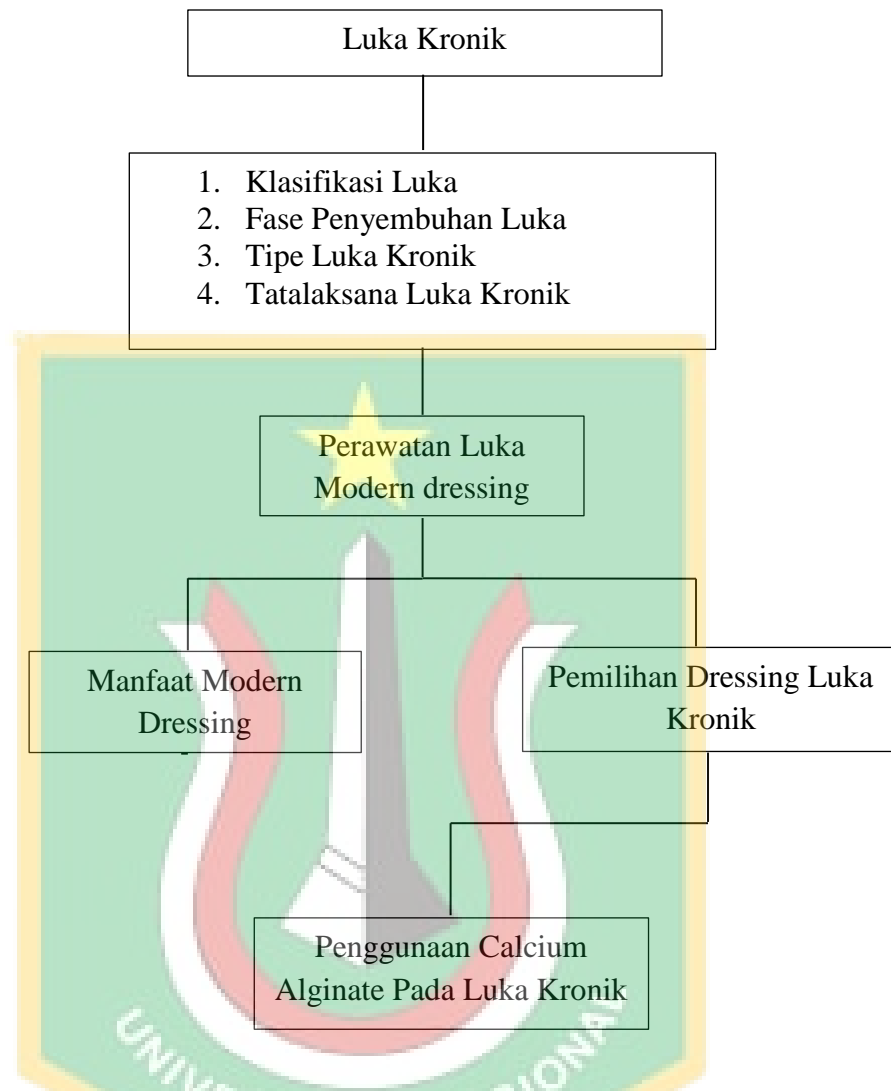 Luka Kronik
1. Klasifikasi Luka
2. Fase Penyembuhan Luka
3. Tipe Luka Kronik
4. Tatalaksana Luka Kronik
Perawatan Luka
Modern dressing
Manfaat Modern
Dressing
Pemilihan Dressing Luka
Kronik
Penggunaan Calcium
Alginate Pada Luka Kronik